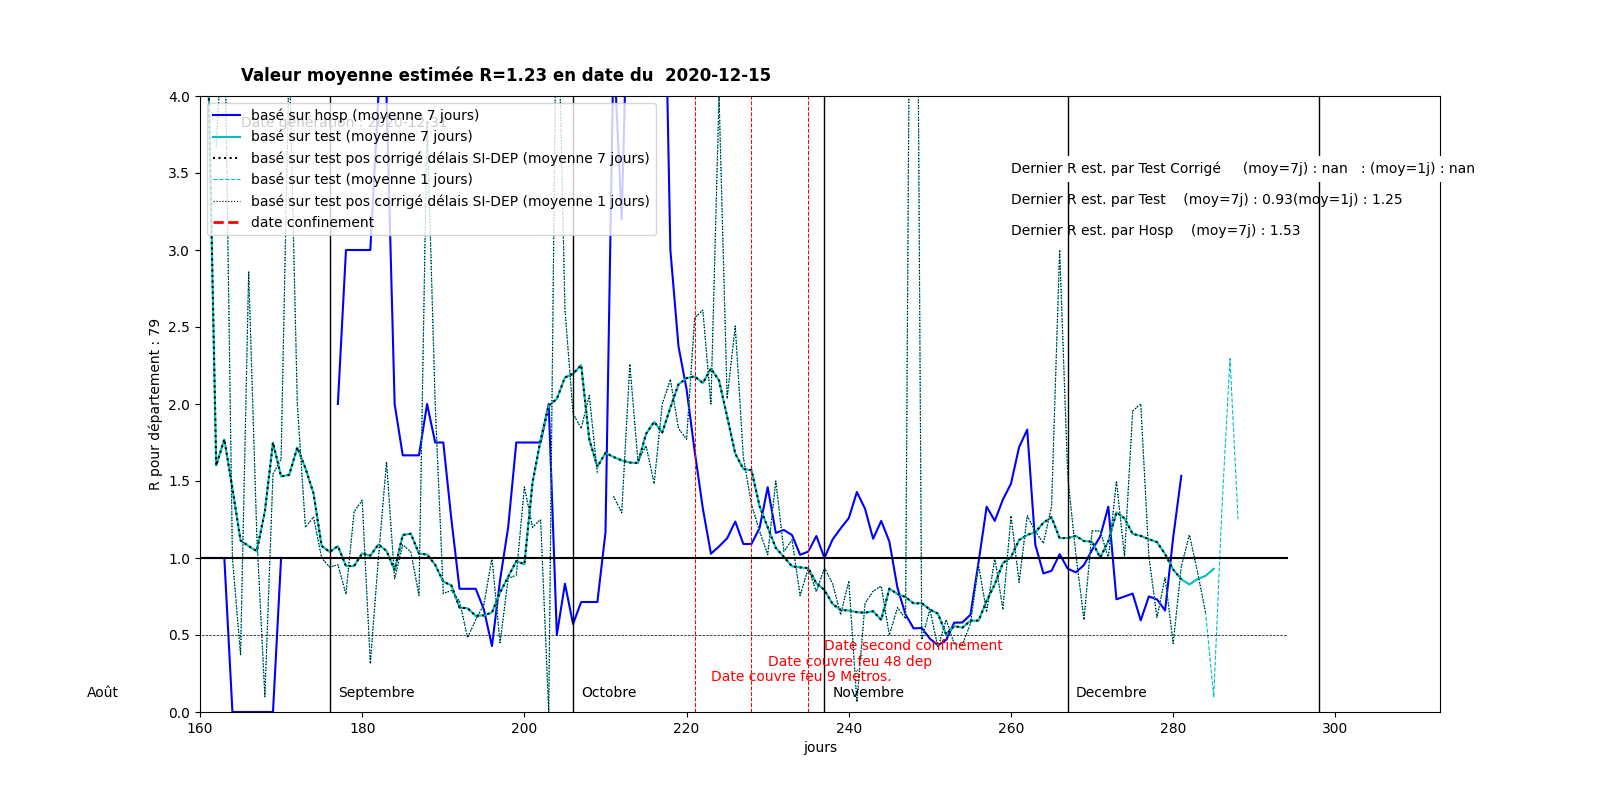 Valeur moyenne estimée R=1.23 en date du  2020-12-15
Date génération : 2020-12-31
basé sur hosp (moyenne 7 jours)
basé sur test (moyenne 7 jours)
basé sur test pos corrigé délais SI-DEP (moyenne 7 jours)
basé sur test (moyenne 1 jours)
basé sur test pos corrigé délais SI-DEP (moyenne 1 jours)
date confinement
Dernier R est. par Test Corrigé     (moy=7j) : nan   : (moy=1j) : nan
Dernier R est. par Test    (moy=7j) : 0.93(moy=1j) : 1.25
Dernier R est. par Hosp    (moy=7j) : 1.53
R pour département : 79
4.0
3.5
3.0
2.5
2.0
1.5
1.0
0.5
0.0
Date second confinement
Date couvre feu 48 dep
Date couvre feu 9 Métros.
Août
Septembre
Octobre
Novembre
Decembre
160
180
200
220
240
260
280
300
jours